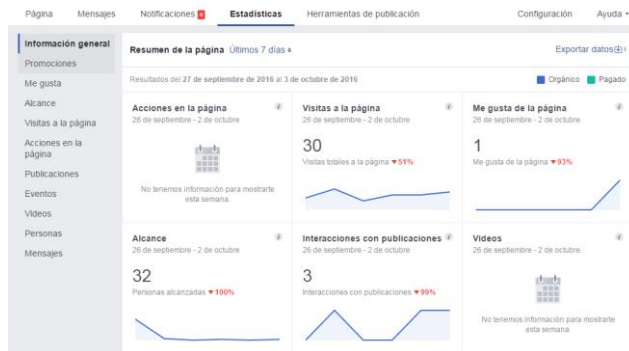 Página Mensajes Notificaciones Estadísticas Herramientas de publicación Configuración Ayuda
Información general
Promociones
Me gusta
Alcance
Visitas a la página
Acciones en la
página
Publicaciones
Eventos
Videos
Personas
Mensajes
Resumen de la página Últimos 7 días
Exportar datos
Resultados del 27 de septiembre de 2016 al 3 de octubre de 2016
Orgánico Pagado
Acciones en la página
26 de septiembre - 2 de octubre
No tenemos información para mostrarte
esta semana.
Visitas a la página
26 de septiembre - 2 de octubre
30
Visitas totales a la página ▼51%
Me gusta de la página
26 de septiembre - 2 de octubre
1
Me gusta de la página ▼93%
Alcance
26 de septiembre - 2 de octubre
32
Personas alcanzadas ▼100%
Interacciones con publicaciones
26 de septiembre - 2 de octubre
3
Interacciones con publicaciones ▼99%
Videos
26 de septiembre - 2 de octubre
No tenemos información para mostrarte
esta semana.